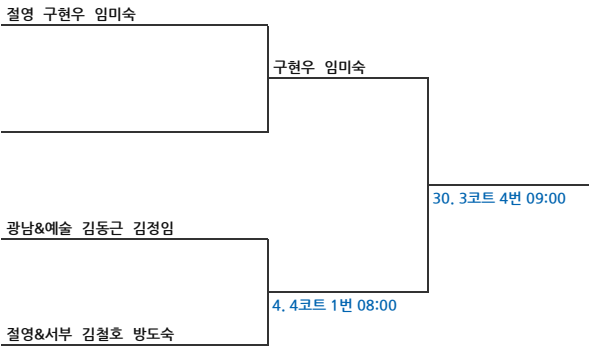 절영 구현우 임미숙
구현우 임미숙
30. 3코트 4번 09:00
광남&예술 김동근 김정임
4. 4코트 1번 08:00
절영&서부 김철호 방도숙